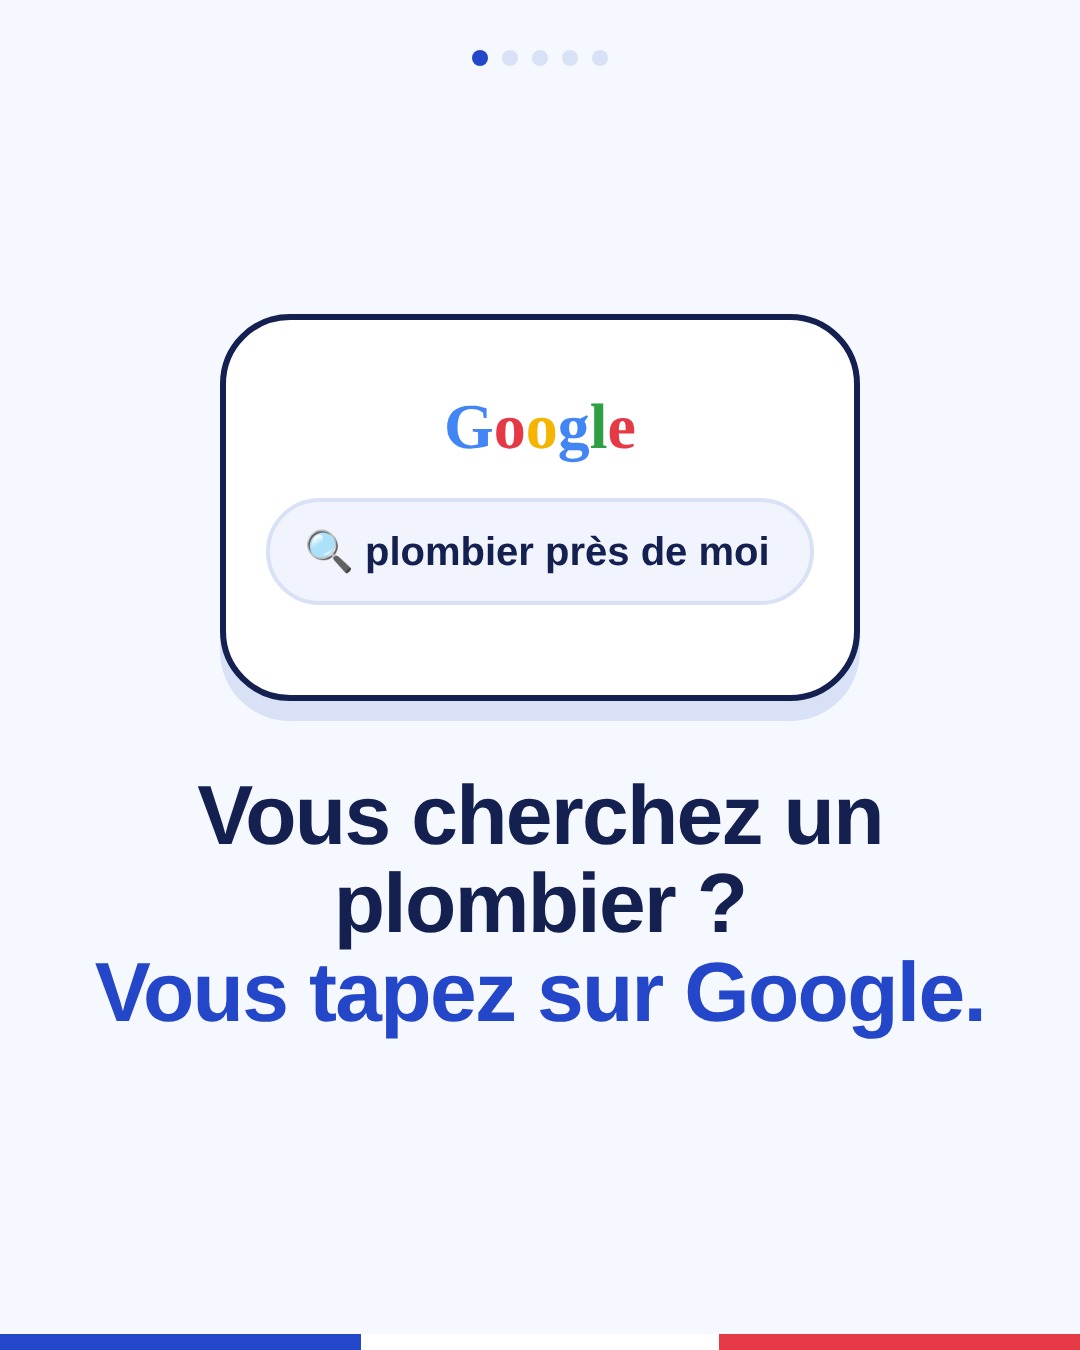 Google
🔍 plombier près de moi
Vous cherchez un
plombier ?
Vous tapez sur Google.